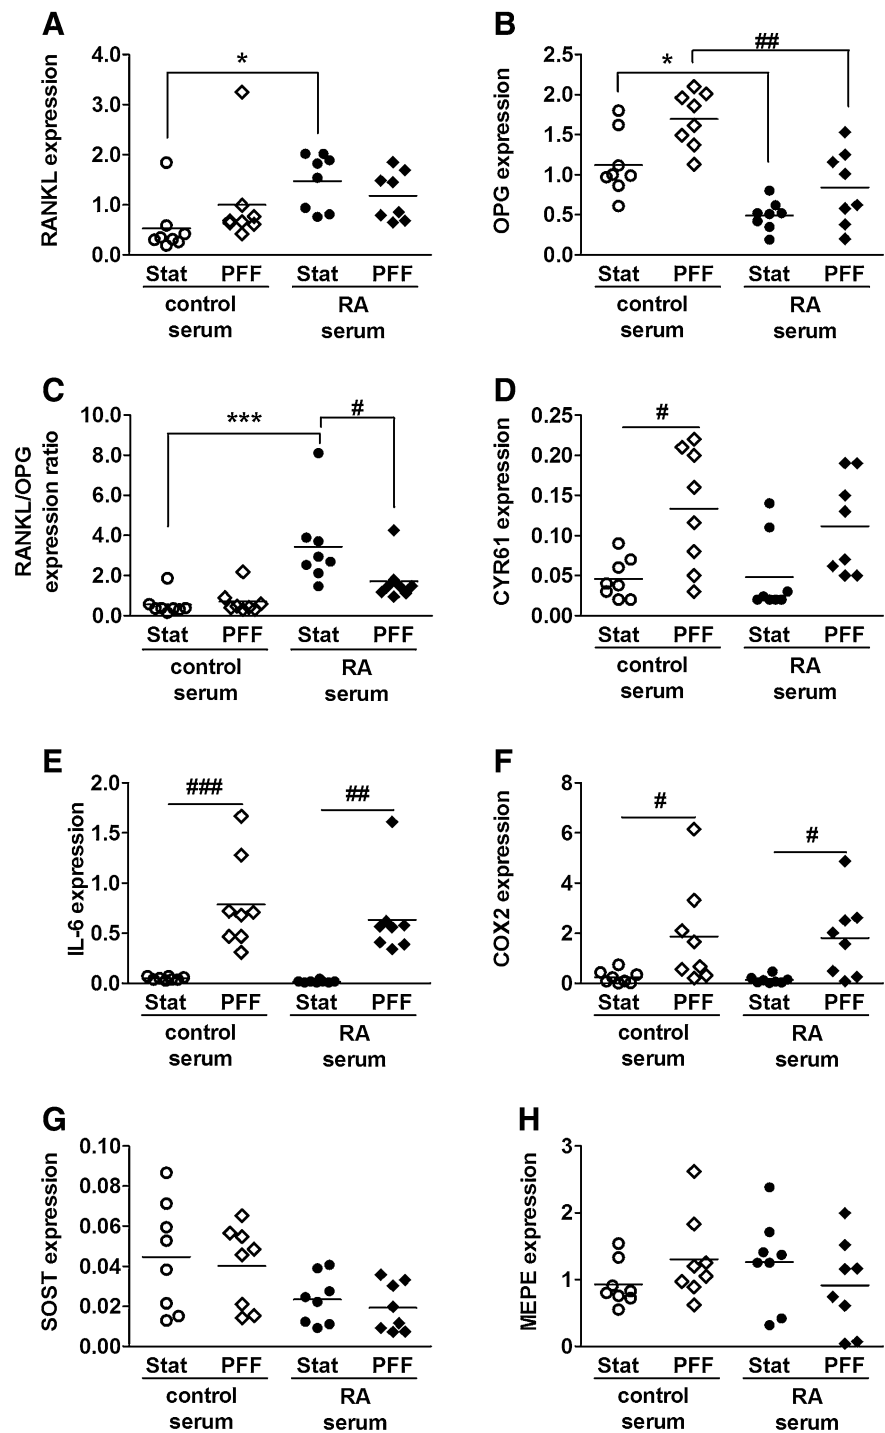 A
RANKL expression
4.0
3.0
2.0
1.0
0.0
*
Stat PFF Stat PFF
control serum
RA serum
B
OPG expression
2.5
2.0
1.5
1.0
0.5
0.0
*
##
Stat PFF Stat PFF
control serum
RA serum
C
RANKL/OPG
expression ratio
10.0
8.0
6.0
4.0
2.0
0.0
***
#
Stat PFF Stat PFF
control serum
RA serum
D
CYR61 expression
0.25
0.20
0.15
0.10
0.05
0.00
#
Stat PFF Stat PFF
control serum
RA serum
E
IL-6 expression
2.0
1.5
1.0
0.5
0.0
###
##
Stat PFF Stat PFF
control serum
RA serum
F
COX2 expression
8
6
4
2
0
#
#
Stat PFF Stat PFF
control serum
RA serum
G
SOST expression
0.10
0.08
0.06
0.04
0.02
0.00
Stat PFF Stat PFF
control serum
RA serum
H
MEPE expression
3
2
1
0
Stat PFF Stat PFF
control serum
RA serum